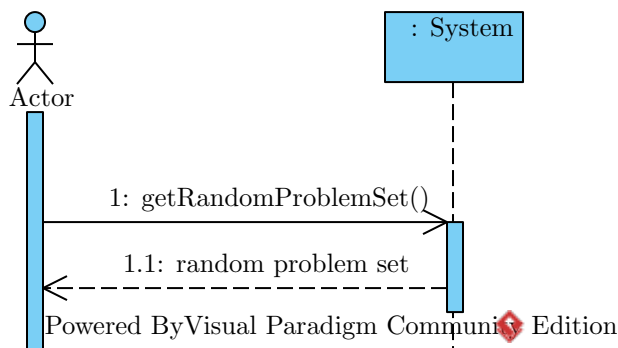 : System
Actor
1: getRandomProblemSet()
1.1: random problem set
Powered ByVisual Paradigm Community Edition